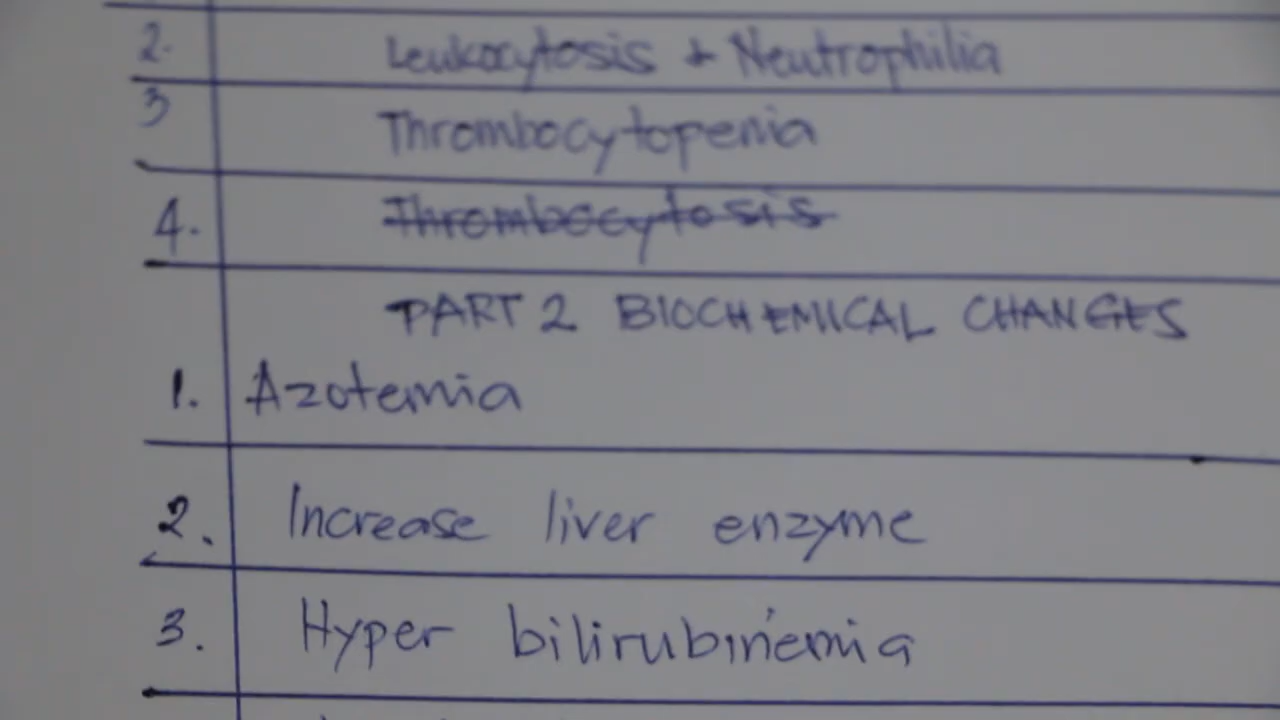 2. Leukocytosis + Neutrophilia
3 Thrombocytopenia
4. Thrombocytosis
PART 2 BIOCHEMICAL CHANGES
1. Azotemia
2. Increase liver enzyme
3. Hyper bilirubinemia